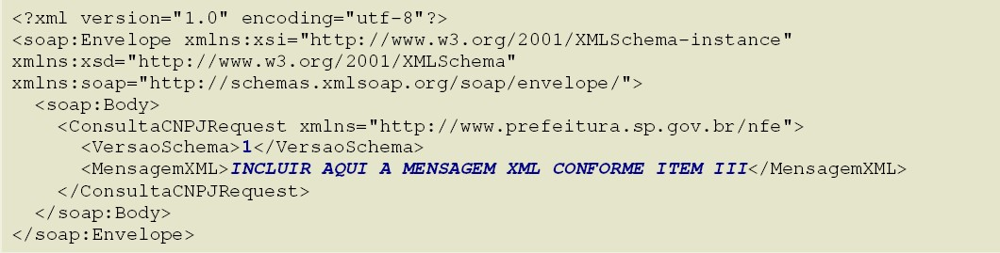 <?xml version="1.0" encoding="utf-8"?>
<soap:Envelope xmlns:xsi="http://www.w3.org/2001/XMLSchema-instance"
xmlns:xsd="http://www.w3.org/2001/XMLSchema"
xmlns:soap="http://schemas.xmlsoap.org/soap/envelope/">
  <soap:Body>
    <ConsultaCNPJRequest xmlns="http://www.prefeitura.sp.gov.br/nfe">
      <VersaoSchema>1</VersaoSchema>
      <MensagemXML>INCLUIR AQUI A MENSAGEM XML CONFORME ITEM III</MensagemXML>
    </ConsultaCNPJRequest>
  </soap:Body>
</soap:Envelope>